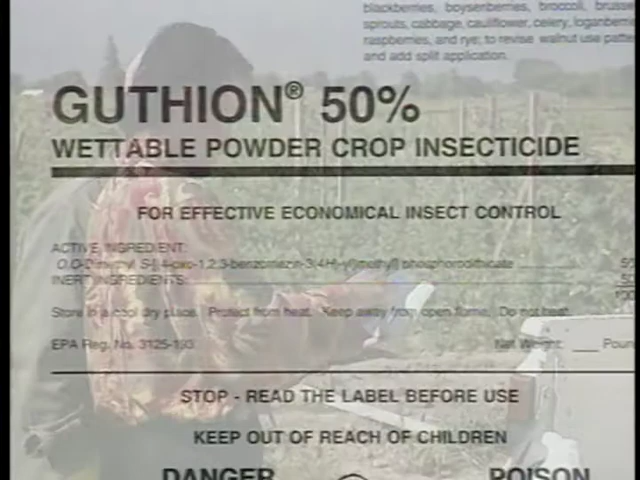 blackberries, boysenberries, broccoli,
sprouts, cabbage, cauliflower, celery,
raspberries, and rye; to revise walnut use
and add split application.
GUTHION® 50%
WETTABLE POWDER CROP INSECTICIDE
FOR EFFECTIVE ECONOMICAL INSECT CONTROL
ACTIVE INGREDIENT:
phosphorodithioate
INERT INGREDIENTS:
Store in a cool dry place. Protect from heat. Keep away from open flame. Do not heat.
EPA Reg. No. 3125-193 Net Weight:
STOP - READ THE LABEL BEFORE USE
KEEP OUT OF REACH OF CHILDREN
DANGER POISON